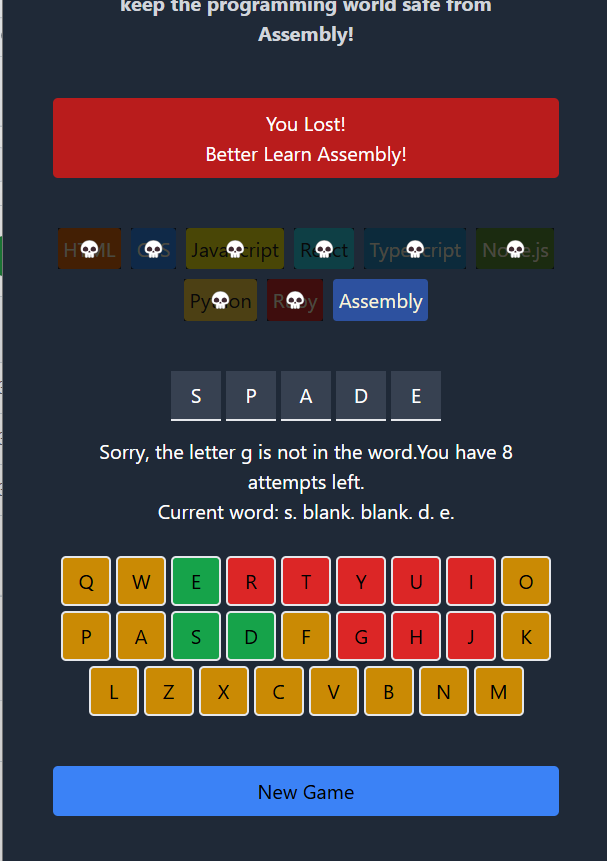 keep the programming world safe from
Assembly!
You Lost!
Better Learn Assembly!
HTML CSS JavaScript React TypeScript Node.js
Python Ruby Assembly
S P A D E
Sorry, the letter g is not in the word.You have 8
attempts left.
Current word: s. blank. blank. d. e.
Q W E R T Y U I O
P A S D F G H J K
L Z X C V B N M
New Game